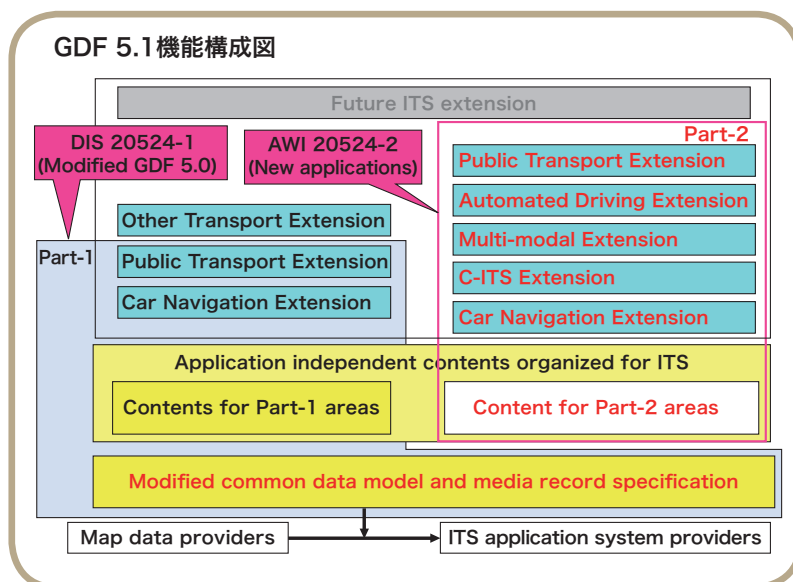 GDF 5.1機能構成図
Future ITS extension
DIS 20524-1
(Modified GDF 5.0)
AWI 20524-2
(New applications)
Part-2
Public Transport Extension
Automated Driving Extension
Multi-modal Extension
C-ITS Extension
Car Navigation Extension
Part-1
Other Transport Extension
Public Transport Extension
Car Navigation Extension
Application independent contents organized for ITS
Contents for Part-1 areas
Content for Part-2 areas
Modified common data model and media record specification
Map data providers
ITS application system providers